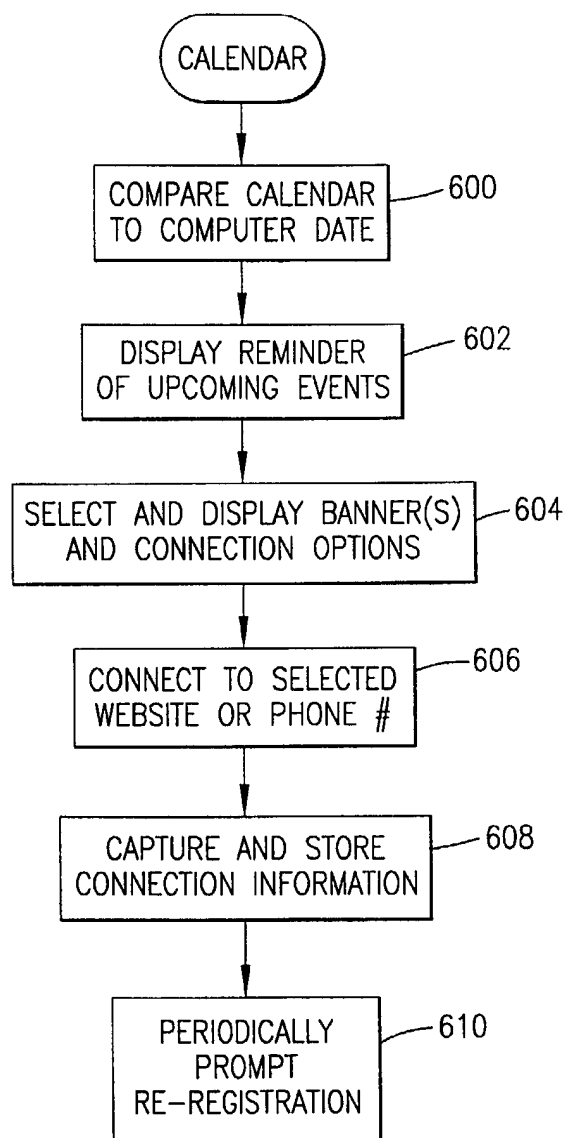 CALENDAR
COMPARE CALENDAR
TO COMPUTER DATE
600
DISPLAY REMINDER
OF UPCOMING EVENTS
602
SELECT AND DISPLAY BANNER(S)
AND CONNECTION OPTIONS
604
CONNECT TO SELECTED
WEBSITE OR PHONE #
606
CAPTURE AND STORE
CONNECTION INFORMATION
608
PERIODICALLY
PROMPT
RE-REGISTRATION
610